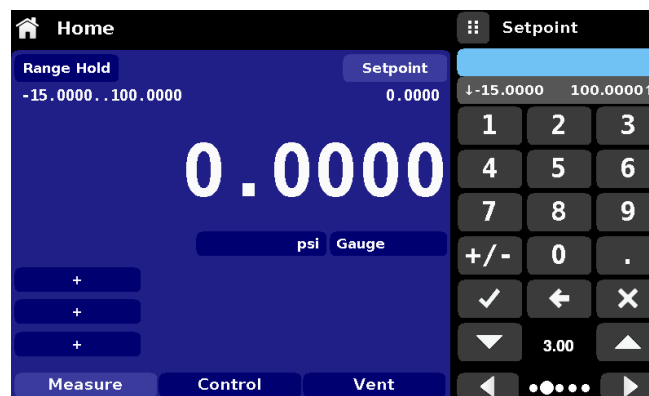 Home
Range Hold Setpoint
-15.0000..100.0000 0.0000
0.0000
psi Gauge
+
+
+
Measure Control Vent
Setpoint
↓-15.0000 100.0000↑
1 2 3
4 5 6
7 8 9
+/- 0 .
3.00